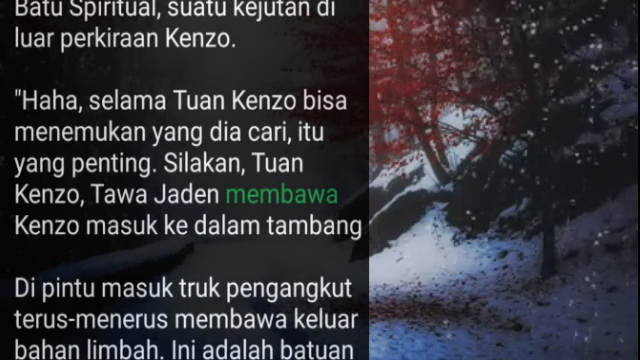 Batu Spiritual, suatu kejutan di
luar perkiraan Kenzo.
"Haha, selama Tuan Kenzo bisa
menemukan yang dia cari, itu
yang penting. Silakan, Tuan
Kenzo, Tawa Jaden membawa
Kenzo masuk ke dalam tambang
Di pintu masuk truk pengangkut
terus-menerus membawa keluar
bahan limbah. Ini adalah batuan